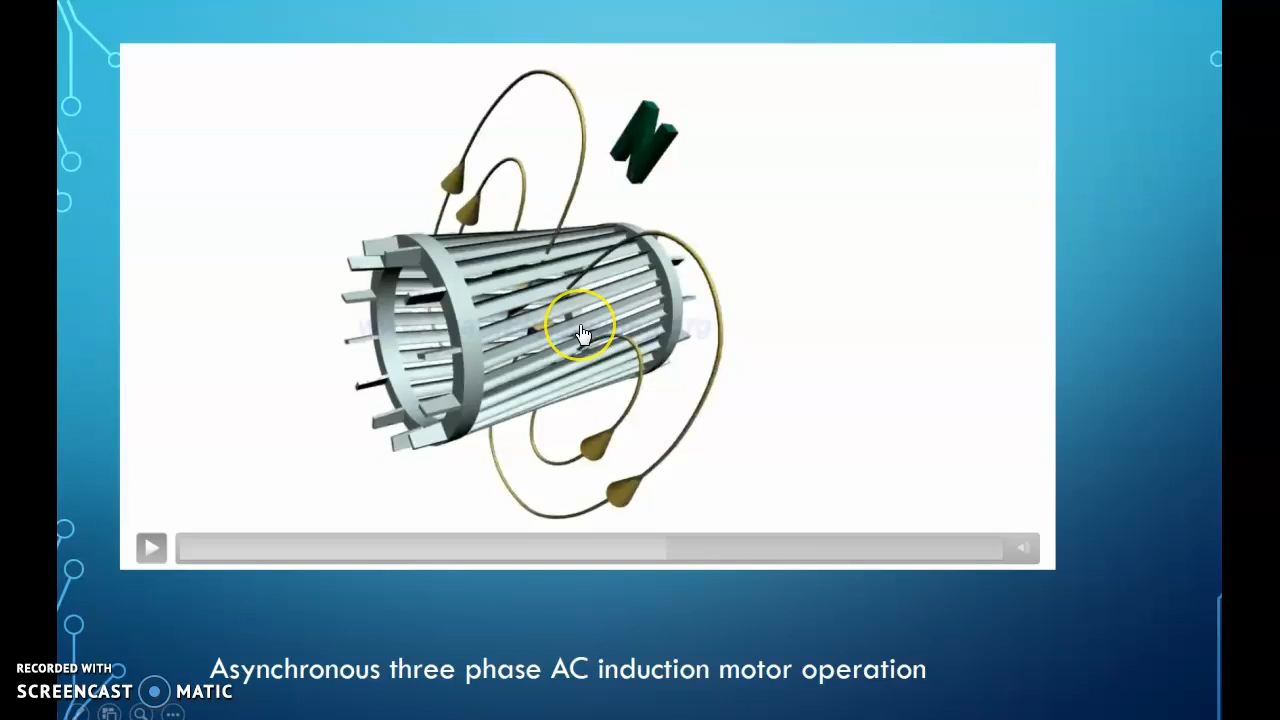 N
Asynchronous three phase AC induction motor operation
RECORDED WITH
SCREENCAST MATIC